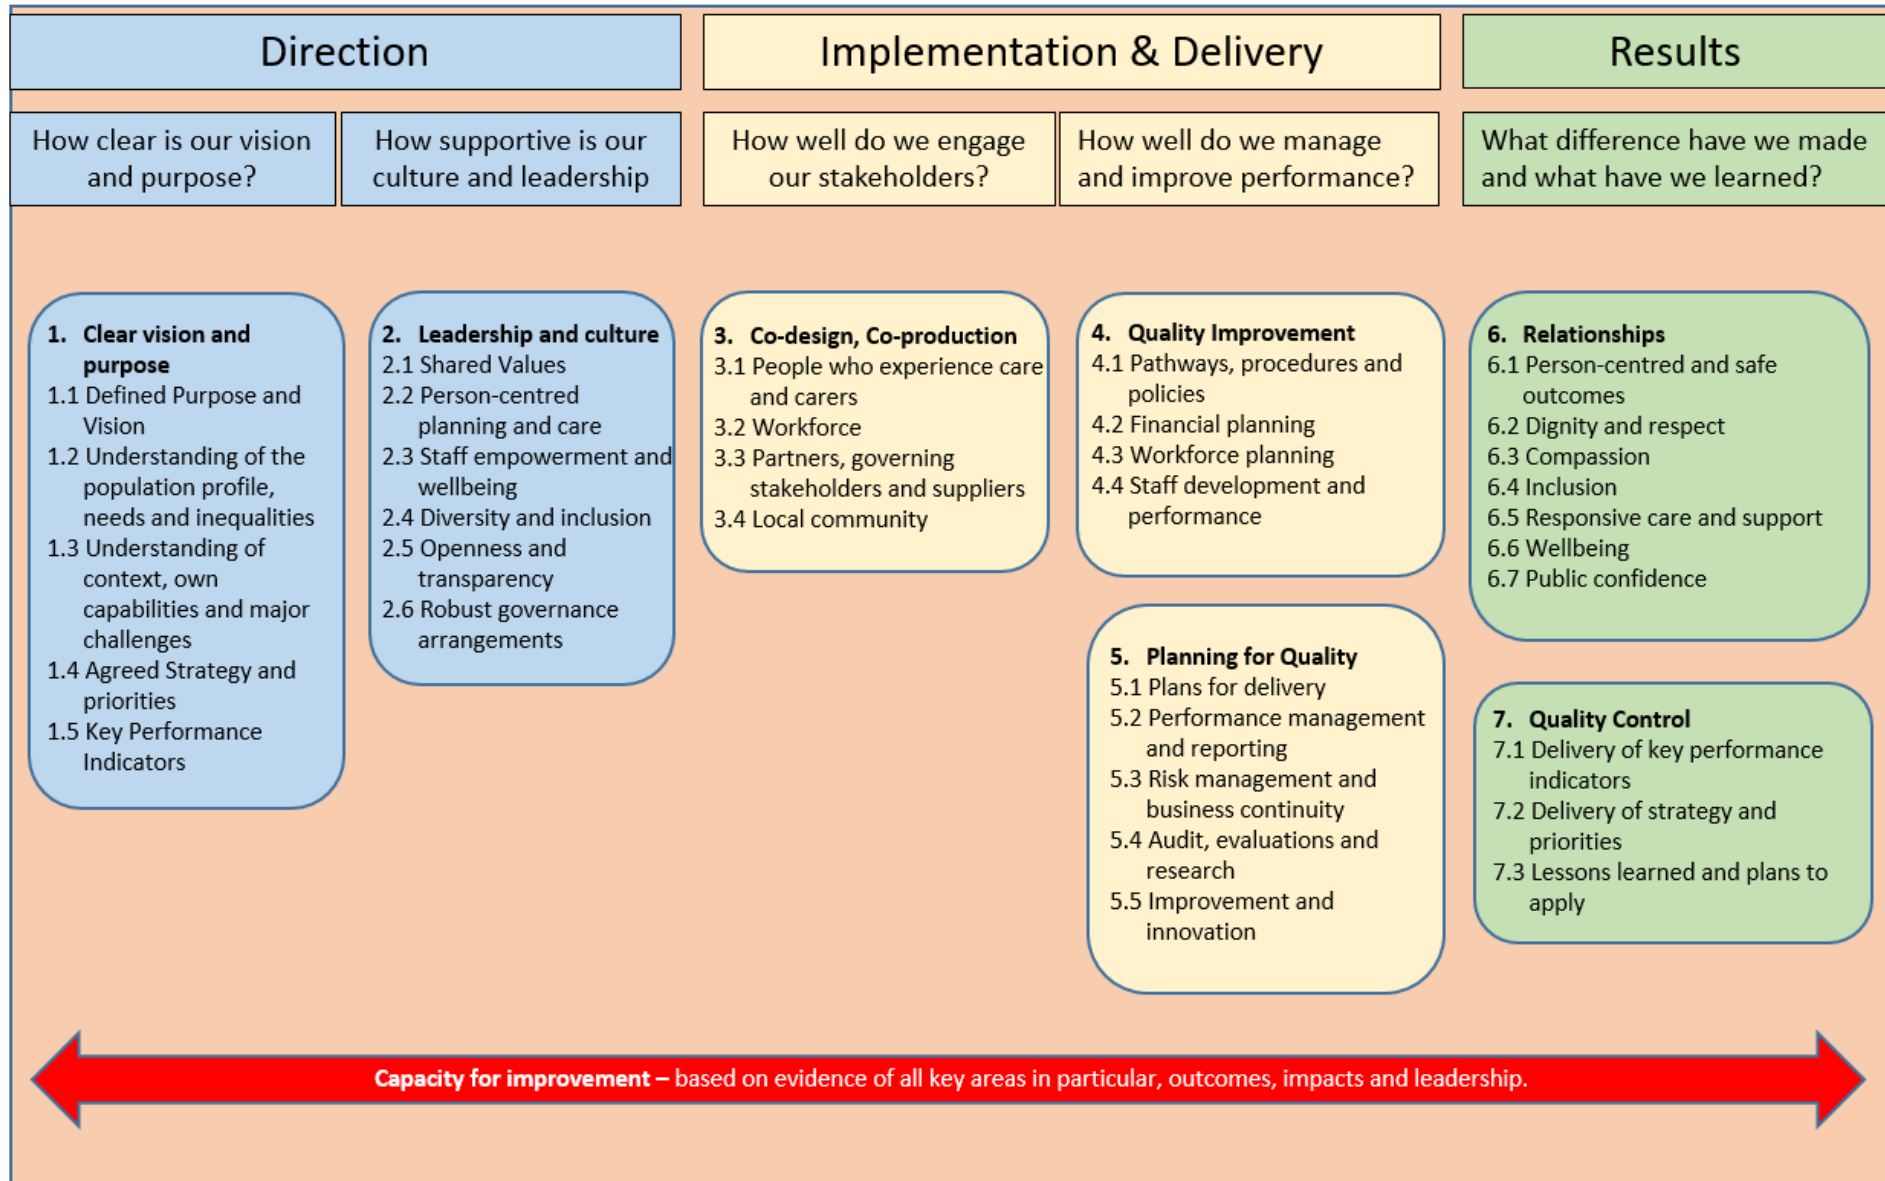 Direction
Implementation & Delivery
Results
How clear is our vision
and purpose?
How supportive is our
culture and leadership
How well do we engage
our stakeholders?
How well do we manage
and improve performance?
What difference have we made
and what have we learned?
1. Clear vision and
purpose
1.1 Defined Purpose and
Vision
1.2 Understanding of the
population profile,
needs and inequalities
1.3 Understanding of
context, own
capabilities and major
challenges
1.4 Agreed Strategy and
priorities
1.5 Key Performance
Indicators
2. Leadership and culture
2.1 Shared Values
2.2 Person-centred
planning and care
2.3 Staff empowerment and
wellbeing
2.4 Diversity and inclusion
2.5 Openness and
transparency
2.6 Robust governance
arrangements
3. Co-design, Co-production
3.1 People who experience care
and carers
3.2 Workforce
3.3 Partners, governing
stakeholders and suppliers
3.4 Local community
4. Quality Improvement
4.1 Pathways, procedures and
policies
4.2 Financial planning
4.3 Workforce planning
4.4 Staff development and
performance
5. Planning for Quality
5.1 Plans for delivery
5.2 Performance management
and reporting
5.3 Risk management and
business continuity
5.4 Audit, evaluations and
research
5.5 Improvement and
innovation
6. Relationships
6.1 Person-centred and safe
outcomes
6.2 Dignity and respect
6.3 Compassion
6.4 Inclusion
6.5 Responsive care and support
6.6 Wellbeing
6.7 Public confidence
7. Quality Control
7.1 Delivery of key performance
indicators
7.2 Delivery of strategy and
priorities
7.3 Lessons learned and plans to
apply
Capacity for improvement – based on evidence of all key areas in particular, outcomes, impacts and leadership.